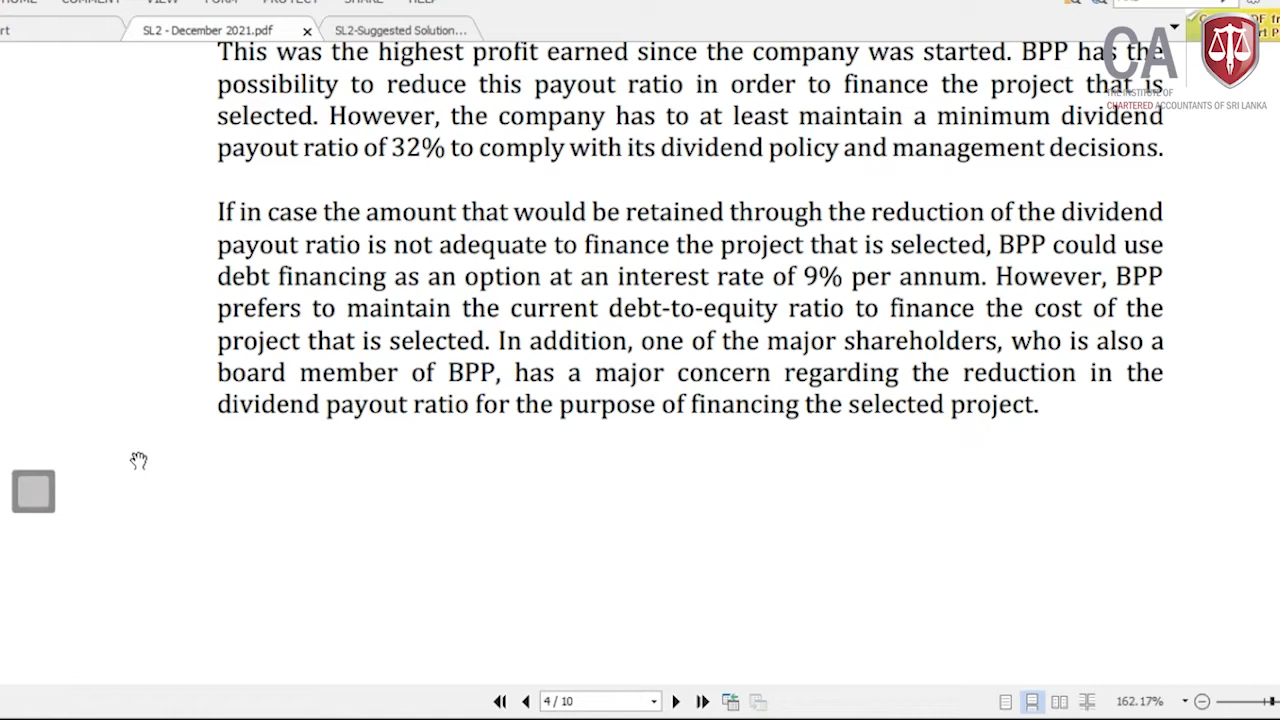 SL2 - December 2021.pdf
SL2-Suggested Solution...
This was the highest profit earned since the company was started. BPP has the
possibility to reduce this payout ratio in order to finance the project that is
selected. However, the company has to at least maintain a minimum dividend
payout ratio of 32% to comply with its dividend policy and management decisions.
If in case the amount that would be retained through the reduction of the dividend
payout ratio is not adequate to finance the project that is selected, BPP could use
debt financing as an option at an interest rate of 9% per annum. However, BPP
prefers to maintain the current debt-to-equity ratio to finance the cost of the
project that is selected. In addition, one of the major shareholders, who is also a
board member of BPP, has a major concern regarding the reduction in the
dividend payout ratio for the purpose of financing the selected project.
CA
THE INSTITUTE OF
CHARTERED ACCOUNTANTS OF SRI LANKA
4 / 10
162.17%